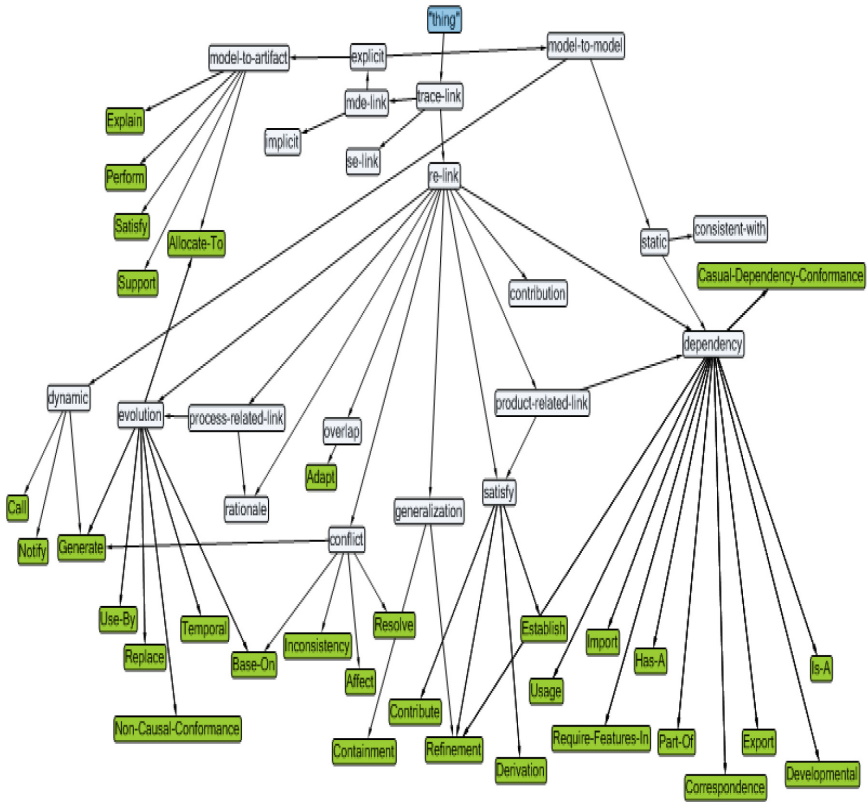 "thing"
model-to-artifact
explicit
model-to-model
mde-link
trace-link
Explain
implicit
se-link
Perform
re-link
Satisfy
Allocate-To
static
consistent-with
Support
contribution
Casual-Dependency-Conformance
dependency
dynamic
evolution
process-related-link
overlap
product-related-link
Adapt
satisfy
Call
rationale
generalization
Notify
Generate
conflict
Use-By
Temporal
Resolve
Establish
Replace
Base-On
Inconsistency
Import
Has-A
Is-A
Affect
Usage
Non-Causal-Conformance
Contribute
Containment
Refinement
Require-Features-In
Part-Of
Export
Derivation
Correspondence
Developmental